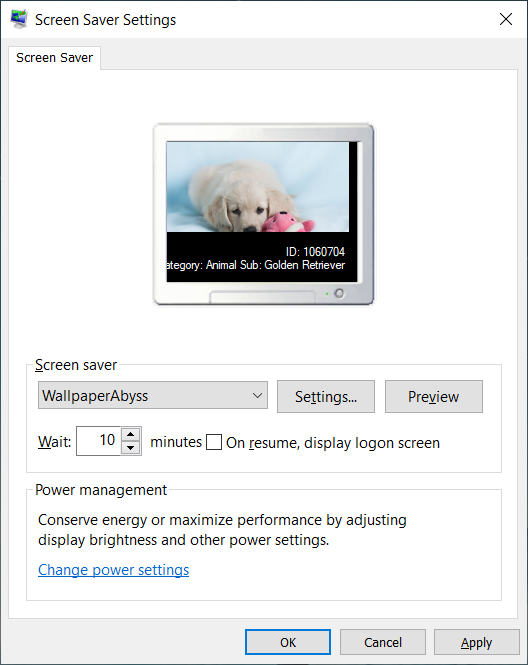 Screen Saver Settings
Screen Saver
ID: 1060704
ategory: Animal Sub: Golden Retriever
Screen saver
WallpaperAbyss
Settings...
Preview
Wait: 10 minutes On resume, display logon screen
Power management
Conserve energy or maximize performance by adjusting
display brightness and other power settings.
Change power settings
OK Cancel Apply